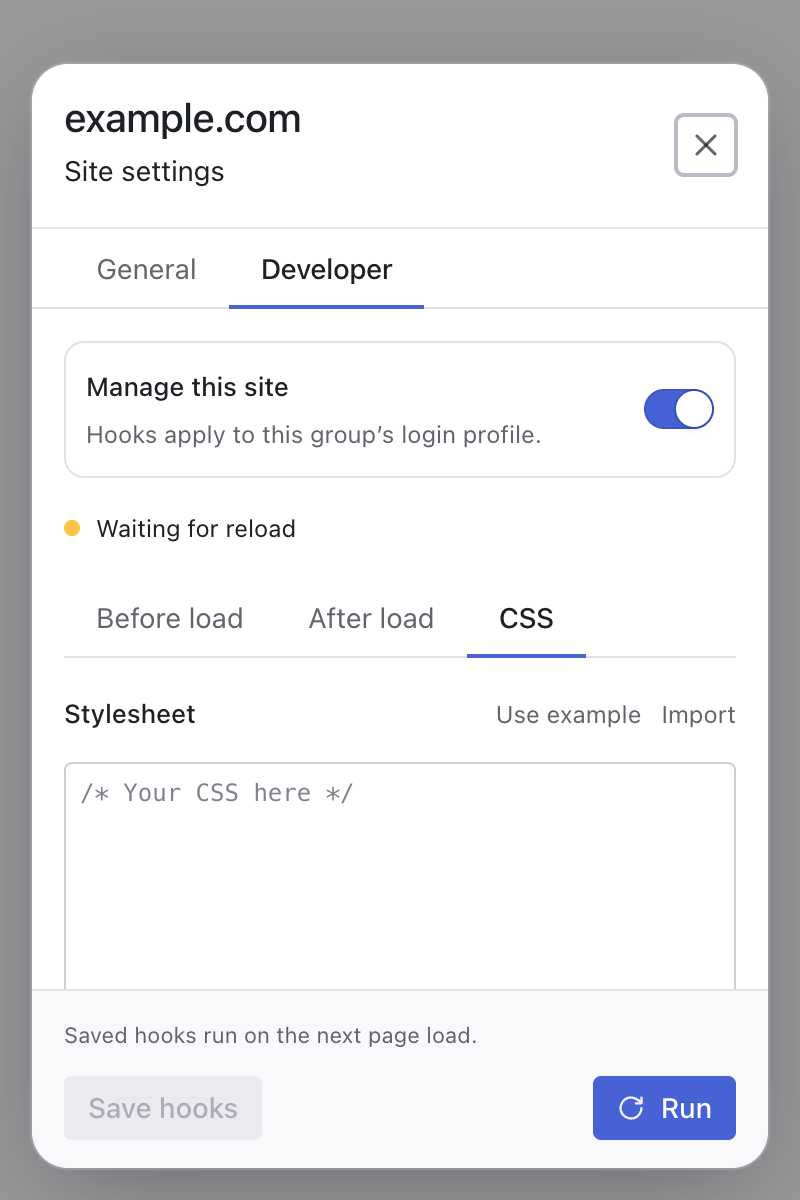 example.com
Site settings
General
Developer
Manage this site
Hooks apply to this group’s login profile.
Waiting for reload
Before load
After load
CSS
Stylesheet
Use example
Import
/* Your CSS here */
Saved hooks run on the next page load.
Save hooks
Run